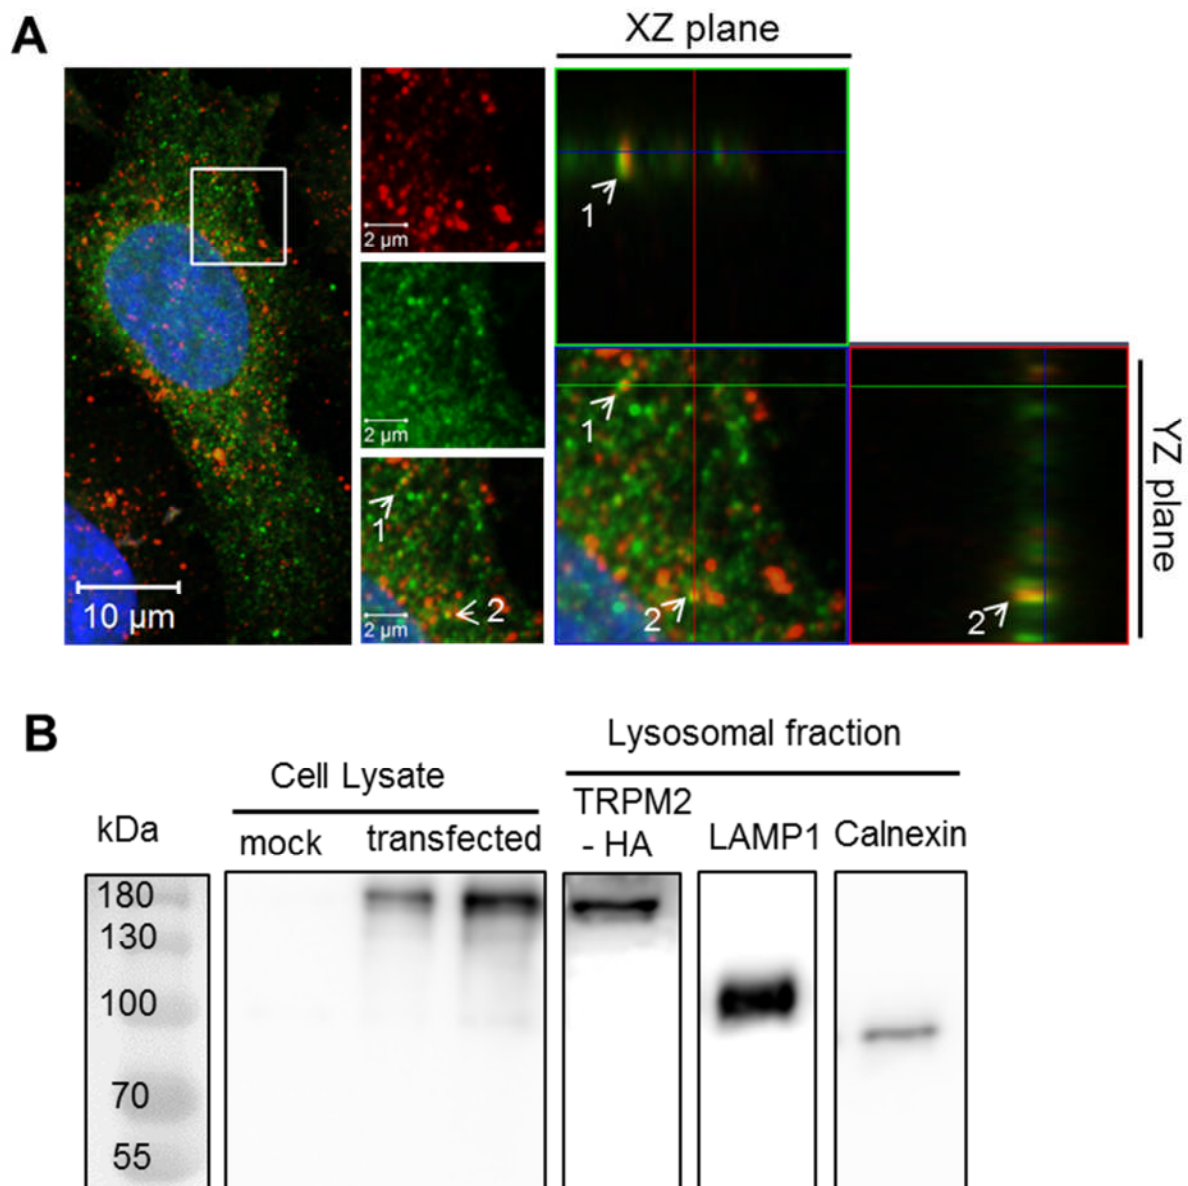 A
XZ plane
2 µm
1
2 µm
1
1
2 µm
2
2
2
10 µm
YZ plane
B
Lysosomal fraction
Cell Lysate
kDa
mock
transfected
TRPM2
- HA
LAMP1
Calnexin
180
130
100
70
55